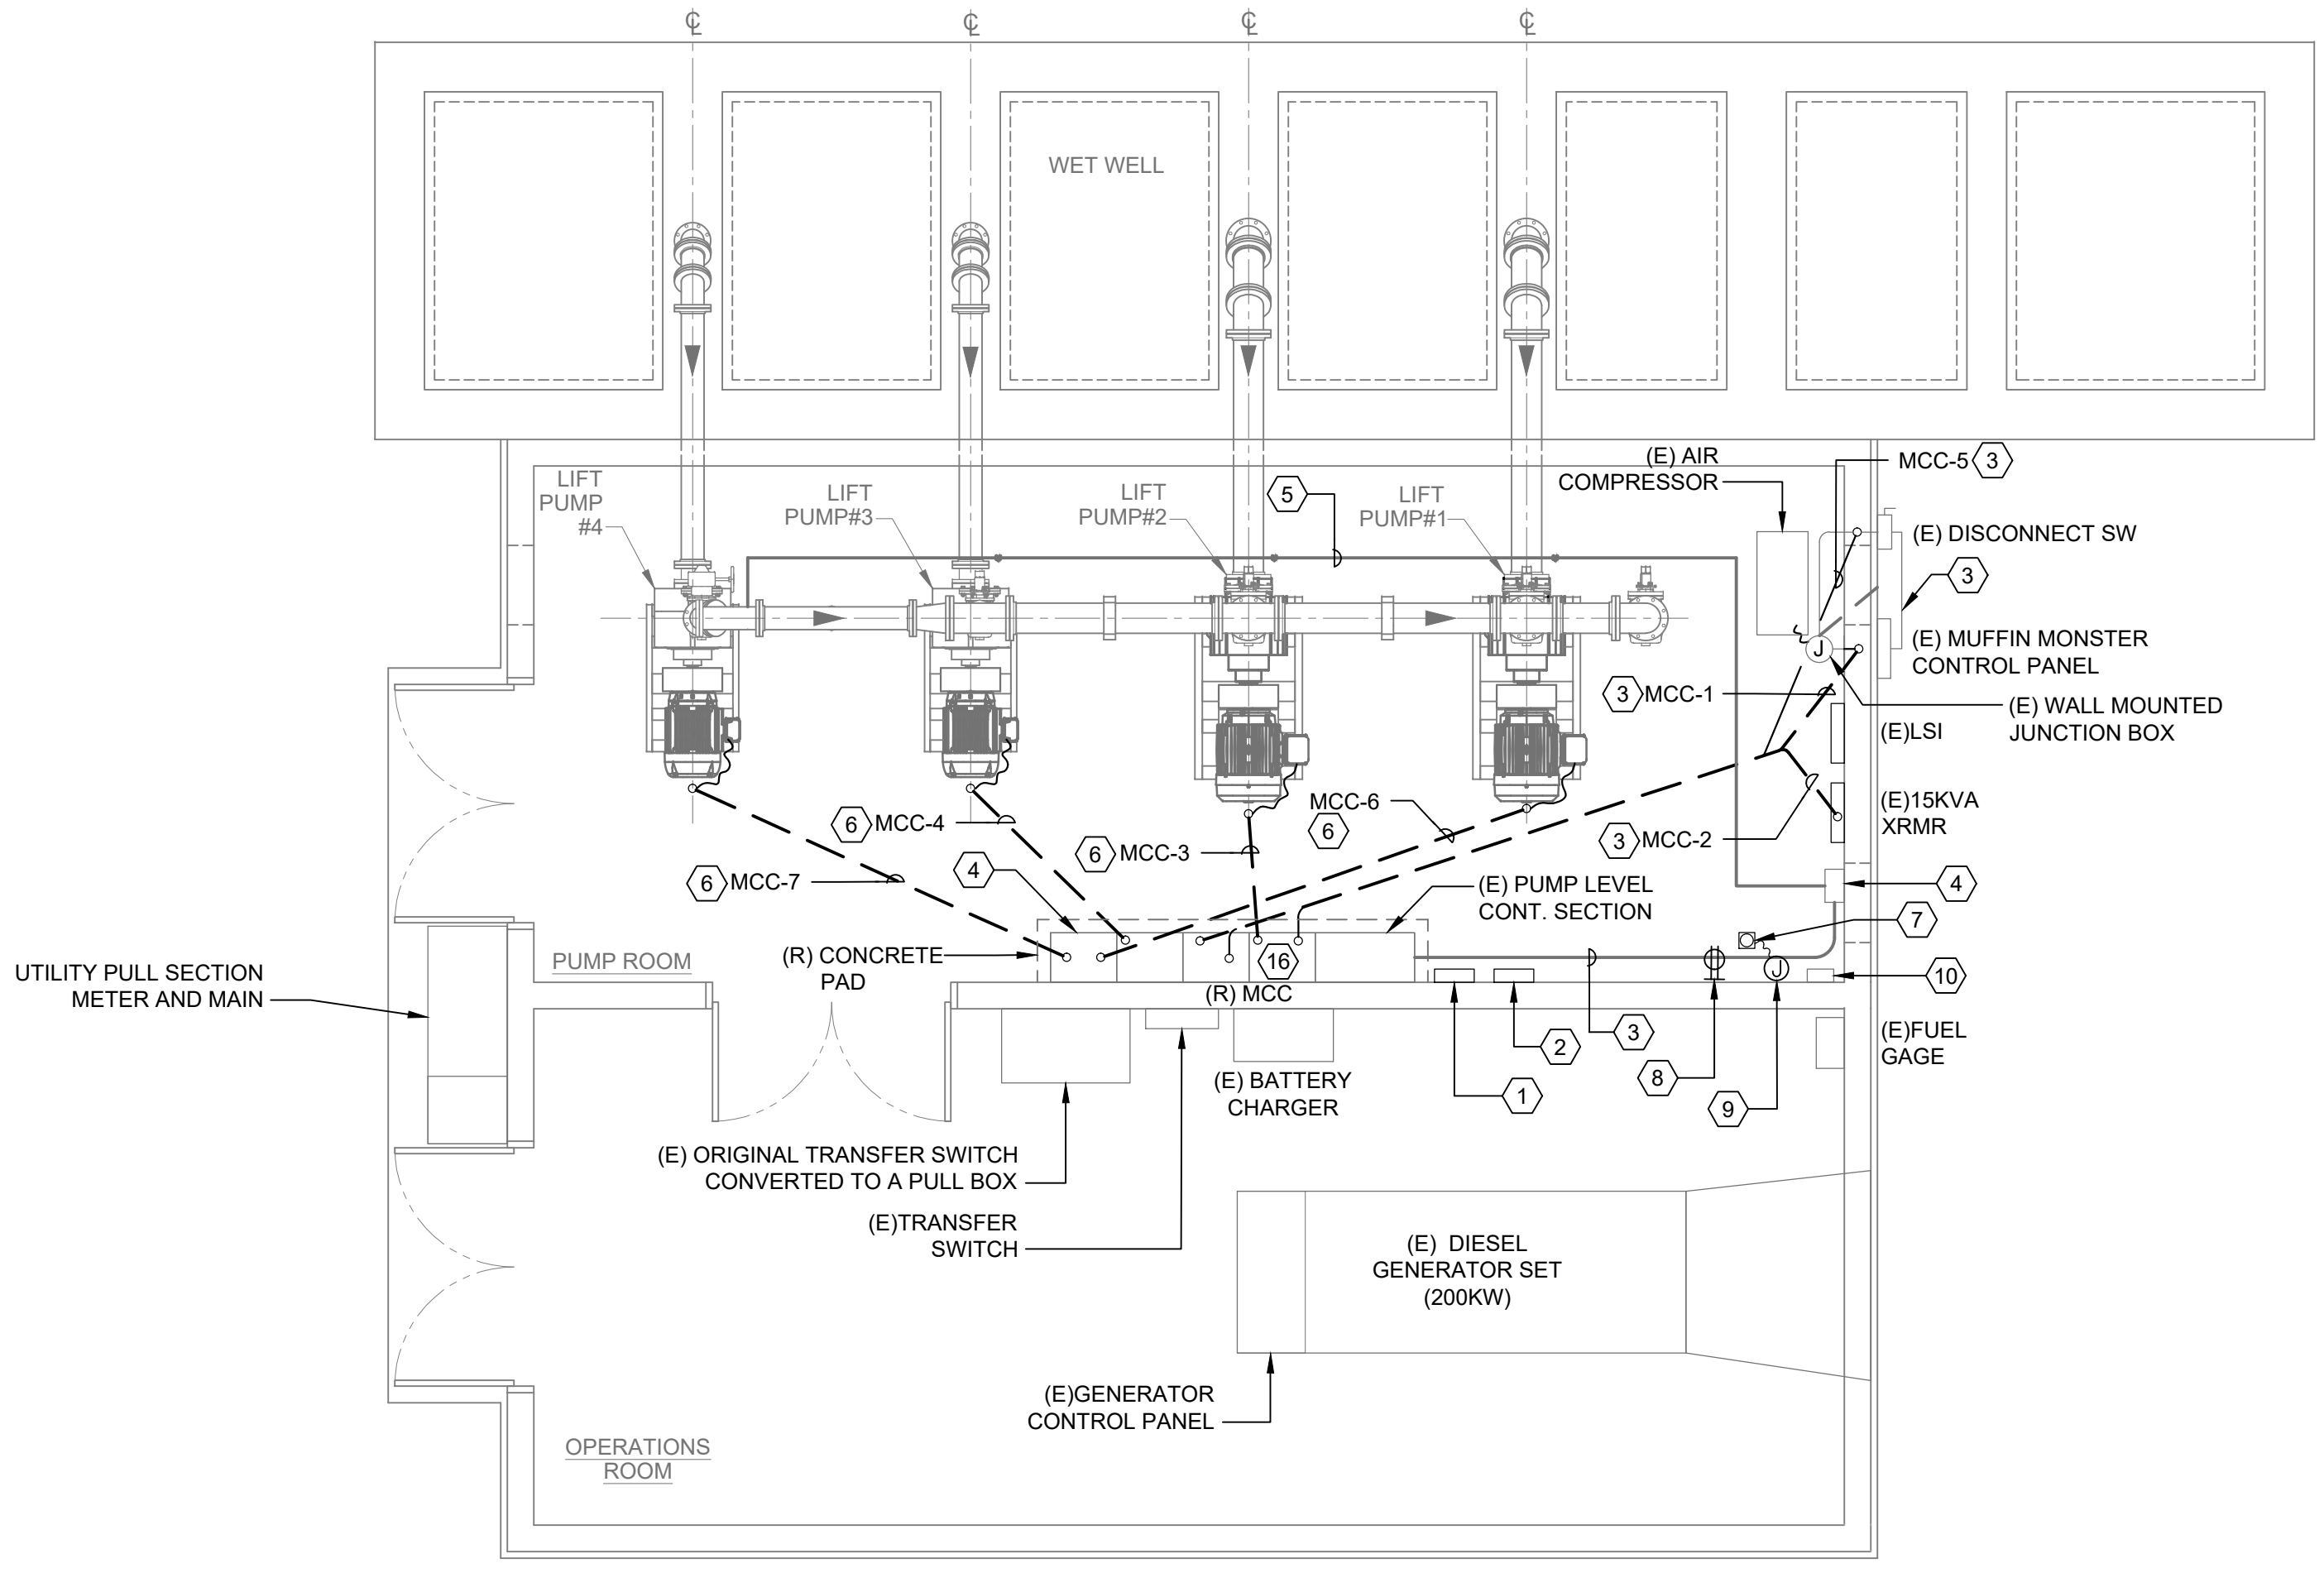 ℄ ℄ ℄ ℄
WET WELL
LIFT
PUMP
#4
LIFT
PUMP#3
LIFT
PUMP#2
5
LIFT
PUMP#1
(E) AIR
COMPRESSOR
MCC-5 3
(E) DISCONNECT SW
3
(E) MUFFIN MONSTER
CONTROL PANEL
J
3 MCC-1
(E) WALL MOUNTED
JUNCTION BOX
(E)LSI
(E)15KVA
XRMR
6 MCC-4
MCC-6
6
3 MCC-2
6 MCC-3
6 MCC-7
4
(E) PUMP LEVEL
CONT. SECTION
4
7
(R) CONCRETE
PAD
PUMP ROOM
UTILITY PULL SECTION
METER AND MAIN
16
J
10
(R) MCC
3
2
1
8
9
(E)FUEL
GAGE
(E) BATTERY
CHARGER
(E) ORIGINAL TRANSFER SWITCH
CONVERTED TO A PULL BOX
(E)TRANSFER
SWITCH
(E) DIESEL
GENERATOR SET
(200KW)
(E)GENERATOR
CONTROL PANEL
OPERATIONS
ROOM